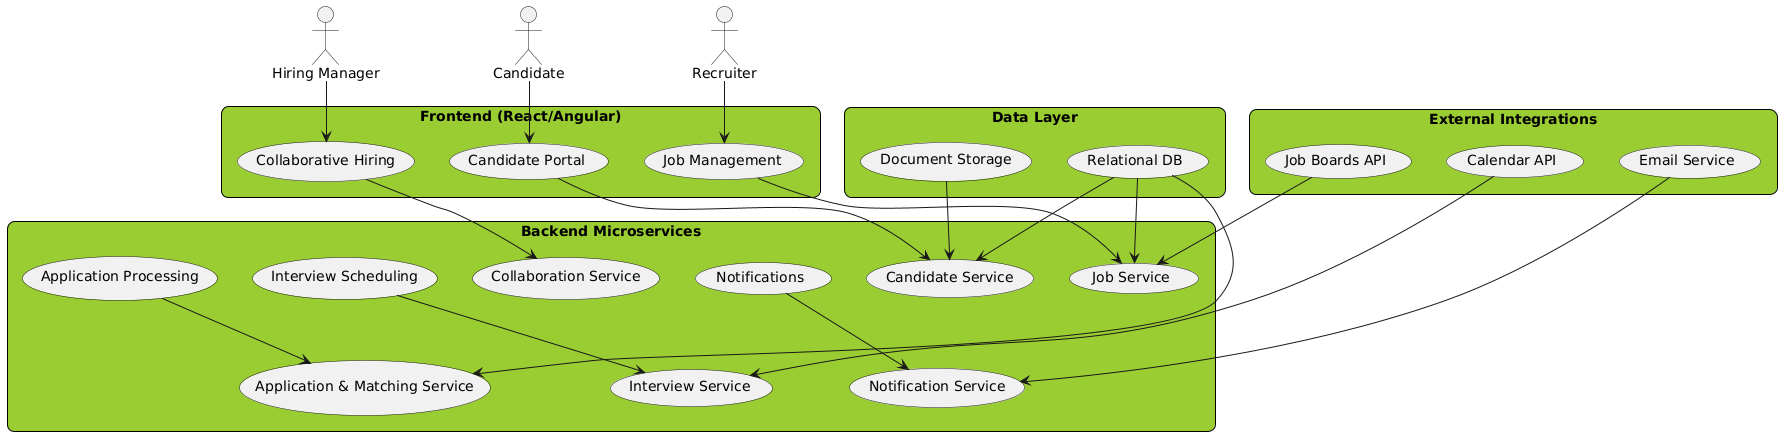 Hiring Manager
Candidate
Recruiter
Frontend (React/Angular)
Collaborative Hiring
Candidate Portal
Job Management
Data Layer
Document Storage
Relational DB
External Integrations
Job Boards API
Calendar API
Email Service
Backend Microservices
Application Processing
Interview Scheduling
Collaboration Service
Notifications
Candidate Service
Job Service
Application & Matching Service
Interview Service
Notification Service